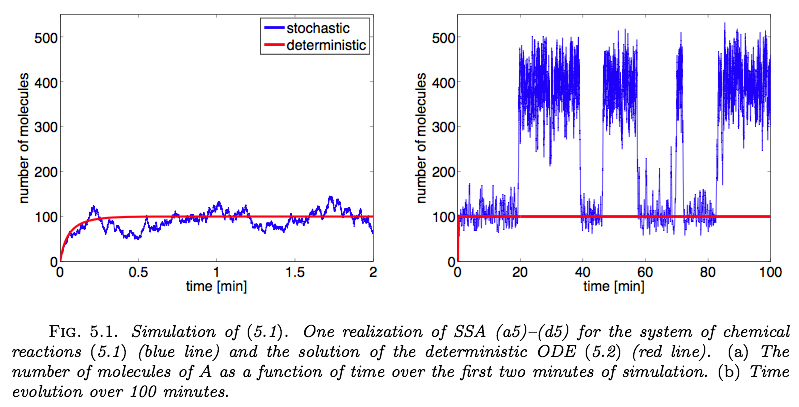 500
400
300
200
100
0
number of molecules
stochastic
deterministic
0
0.5
1
1.5
2
time [min]
500
400
300
200
100
0
number of molecules
0
20
40
60
80
100
time [min]
FIG. 5.1. Simulation of (5.1). One realization of SSA (a5)–(d5) for the system of chemical
reactions (5.1) (blue line) and the solution of the deterministic ODE (5.2) (red line). (a) The
number of molecules of A as a function of time over the first two minutes of simulation. (b) Time
evolution over 100 minutes.